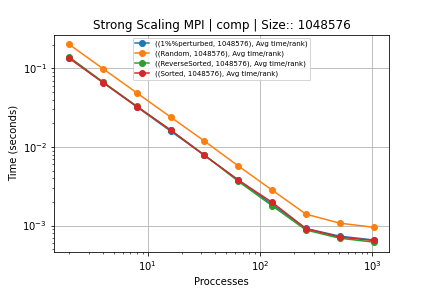 Strong Scaling MPI | comp | Size:: 1048576
((1%%perturbed, 1048576), Avg time/rank)
((Random, 1048576), Avg time/rank)
((ReverseSorted, 1048576), Avg time/rank)
((Sorted, 1048576), Avg time/rank)
Time (seconds)
10⁻¹
10⁻²
10⁻³
10¹ 10² 10³
Proccesses